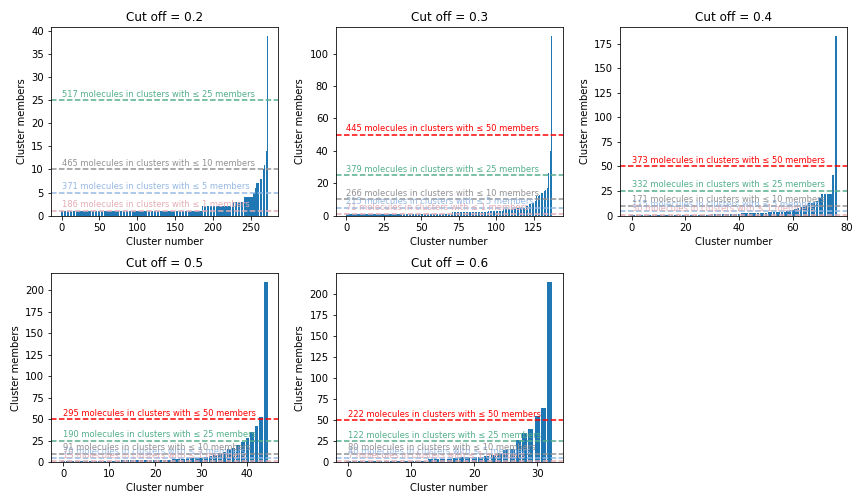 Cut off = 0.2
Cluster members
40
35
30
25
20
15
10
5
0
517 molecules in clusters with ≤ 25 members
465 molecules in clusters with ≤ 10 members
371 molecules in clusters with ≤ 5 members
186 molecules in clusters with ≤ 1 members
0 50 100 150 200 250
Cluster number
Cut off = 0.3
Cluster members
100
80
60
40
20
0
445 molecules in clusters with ≤ 50 members
379 molecules in clusters with ≤ 25 members
266 molecules in clusters with ≤ 10 members
molecules in clusters with
0 25 50 75 100 125
Cluster number
Cut off = 0.4
Cluster members
175
150
125
100
75
50
25
0
373 molecules in clusters with ≤ 50 members
332 molecules in clusters with ≤ 25 members
171 molecules in clusters with ≤ 10 members
0 20 40 60 80
Cluster number
Cut off = 0.5
Cluster members
200
175
150
125
100
75
50
25
0
295 molecules in clusters with ≤ 50 members
190 molecules in clusters with ≤ 25 members
91 molecules in clusters with ≤ 10 members
0 10 20 30 40
Cluster number
Cut off = 0.6
Cluster members
200
175
150
125
100
75
50
25
0
222 molecules in clusters with ≤ 50 members
122 molecules in clusters with ≤ 25 members
molecules in clusters with ≤ 10 members
0 10 20 30
Cluster number